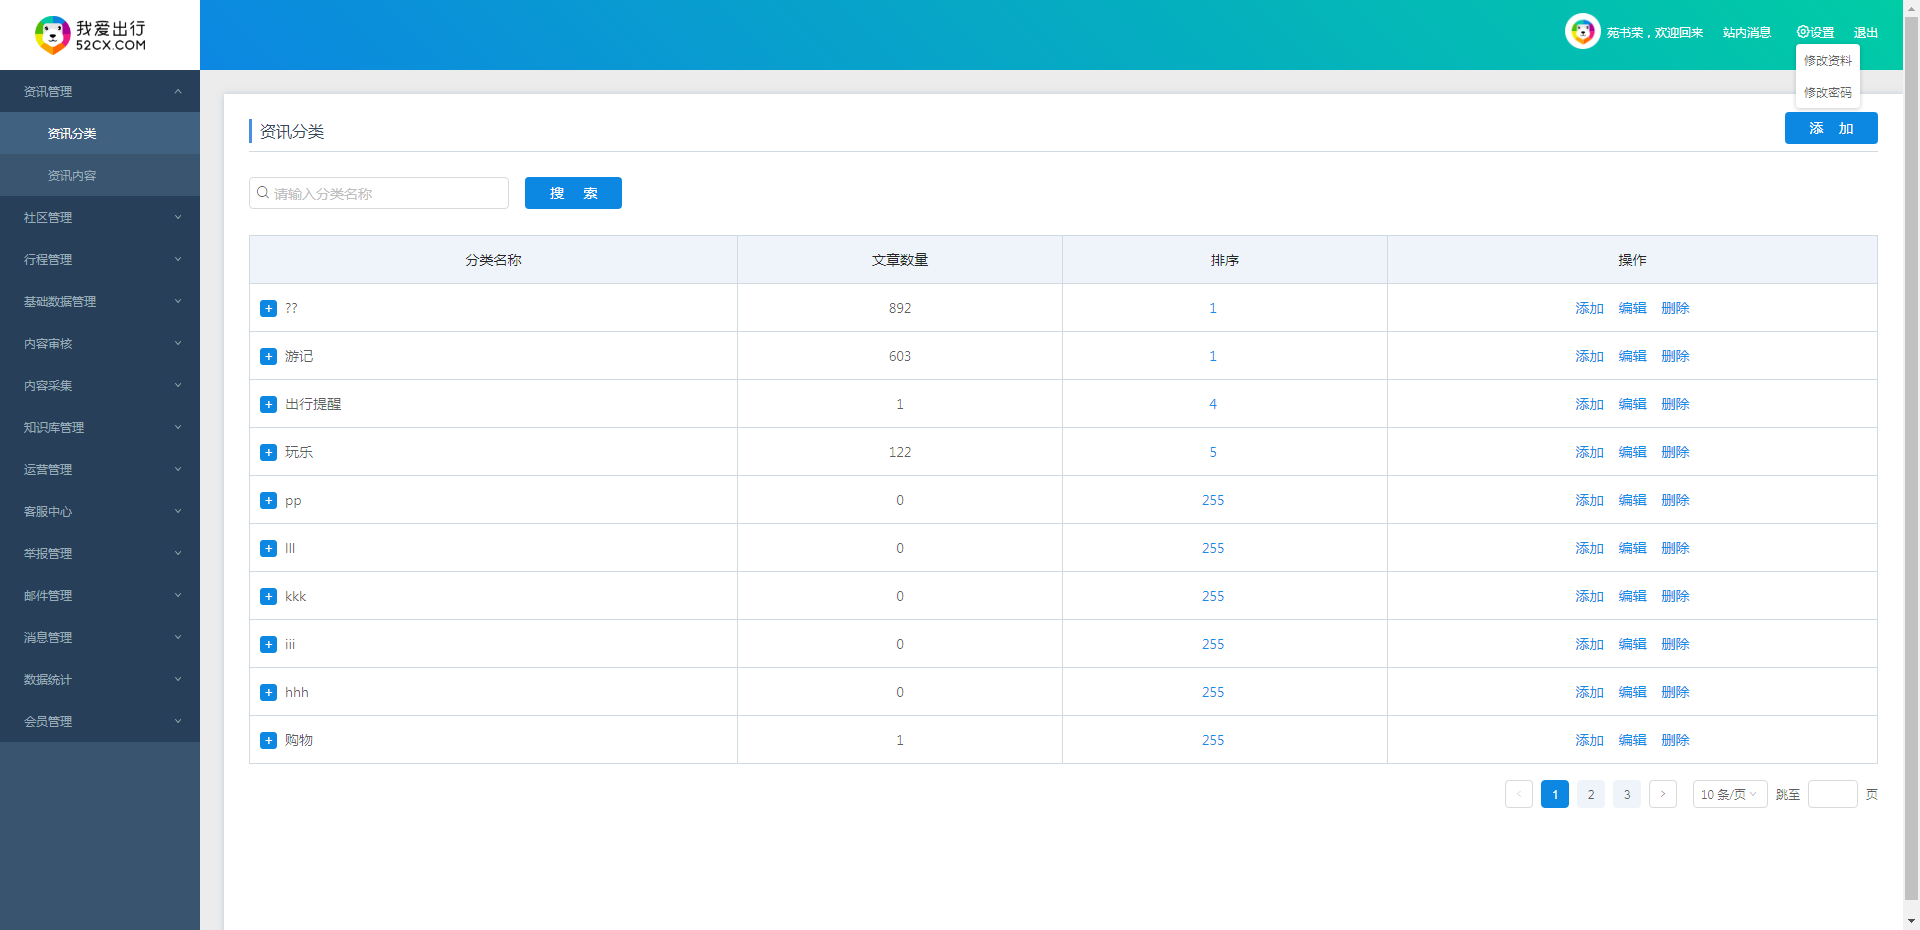 我爱出行
52CX.COM
苑书荣，欢迎回来 站内消息 设置 退出
修改资料
修改密码
资讯管理
资讯分类
资讯内容
社区管理
行程管理
基础数据管理
内容审核
内容采集
知识库管理
运营管理
客服中心
举报管理
邮件管理
消息管理
数据统计
会员管理
资讯分类
添 加
请输入分类名称 搜 索
分类名称 文章数量 排序 操作
+ ?? 892 1 添加 编辑 删除
+ 游记 603 1 添加 编辑 删除
+ 出行提醒 1 4 添加 编辑 删除
+ 玩乐 122 5 添加 编辑 删除
+ pp 0 255 添加 编辑 删除
+ lll 0 255 添加 编辑 删除
+ kkk 0 255 添加 编辑 删除
+ iii 0 255 添加 编辑 删除
+ hhh 0 255 添加 编辑 删除
+ 购物 1 255 添加 编辑 删除
< 1 2 3 > 10 条/页 跳至 页